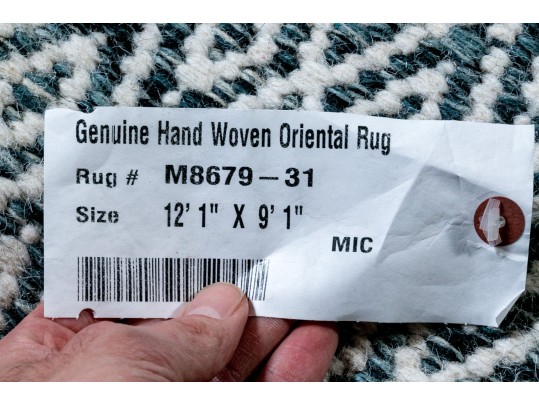 Genuine Hand Woven Oriental Rug
Rug # M8679-31
Size 12' 1" X 9' 1"
MIC